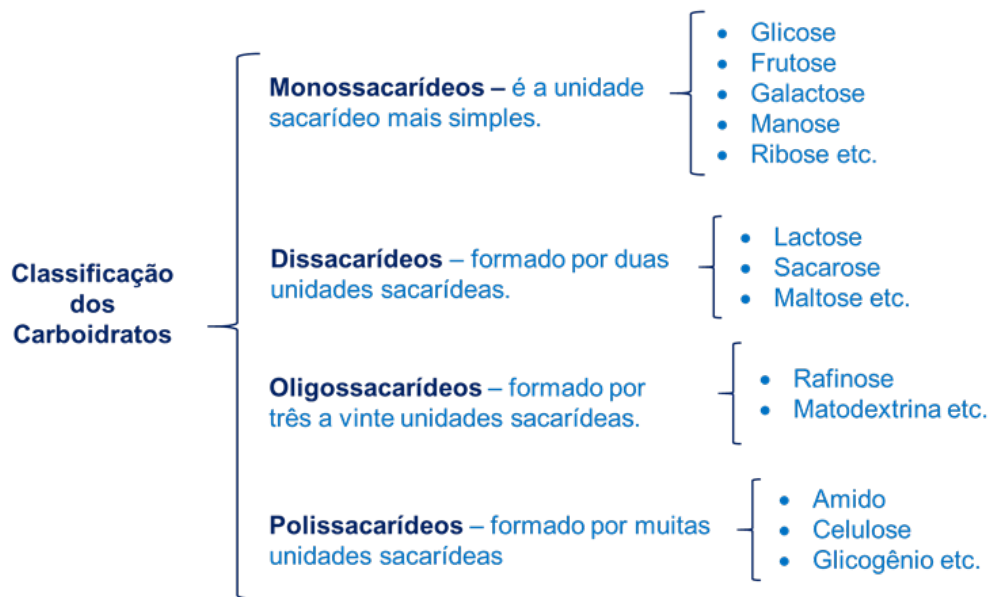 Classificação
dos
Carboidratos
Monossacarídeos – é a unidade
sacarídeo mais simples.
• Glicose
• Frutose
• Galactose
• Manose
• Ribose etc.
Dissacarídeos – formado por duas
unidades sacarídeas.
• Lactose
• Sacarose
• Maltose etc.
Oligossacarídeos – formado por
três a vinte unidades sacarídeas.
• Rafinose
• Matodextrina etc.
Polissacarídeos – formado por muitas
unidades sacarídeas
• Amido
• Celulose
• Glicogênio etc.